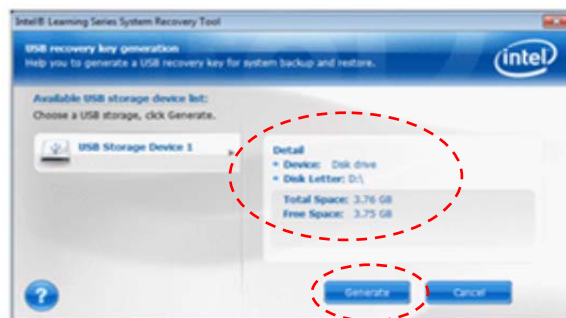 Intel® Learning Series System Recovery Tool
USB recovery key generation
Help you to generate a USB recovery key for system backup and restore.
intel
Available USB storage device list:
Choose a USB storage, click Generate.
USB Storage Device 1
Detail
Device: Disk drive
Disk Letter: D:\
Total Space: 3.76 GB
Free Space: 3.75 GB
?
Generate
Cancel